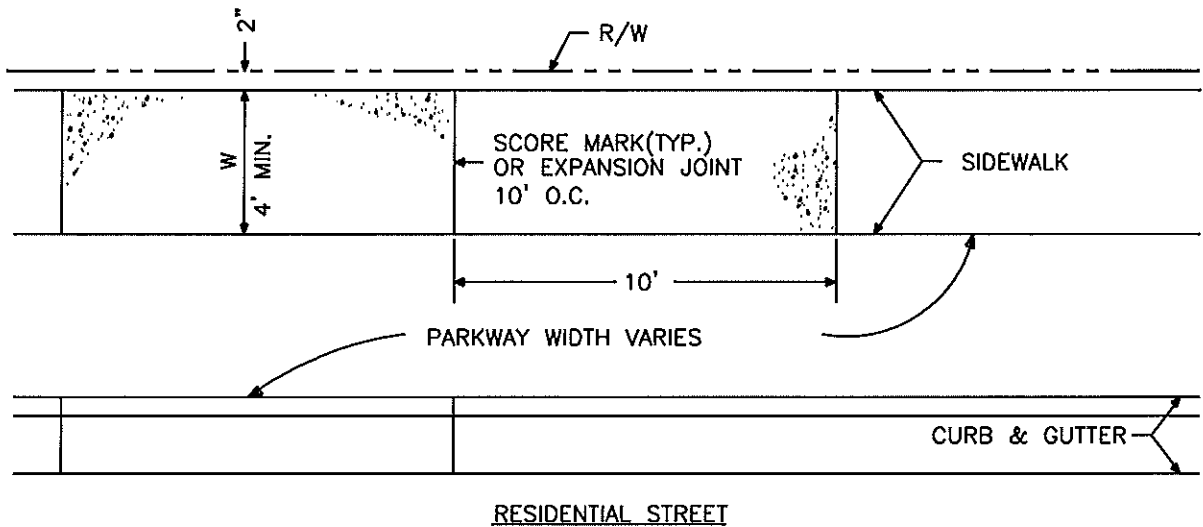 2"
R/W
W
4' MIN.
SCORE MARK(TYP.)
OR EXPANSION JOINT
10' O.C.
SIDEWALK
10'
PARKWAY WIDTH VARIES
CURB & GUTTER
RESIDENTIAL STREET